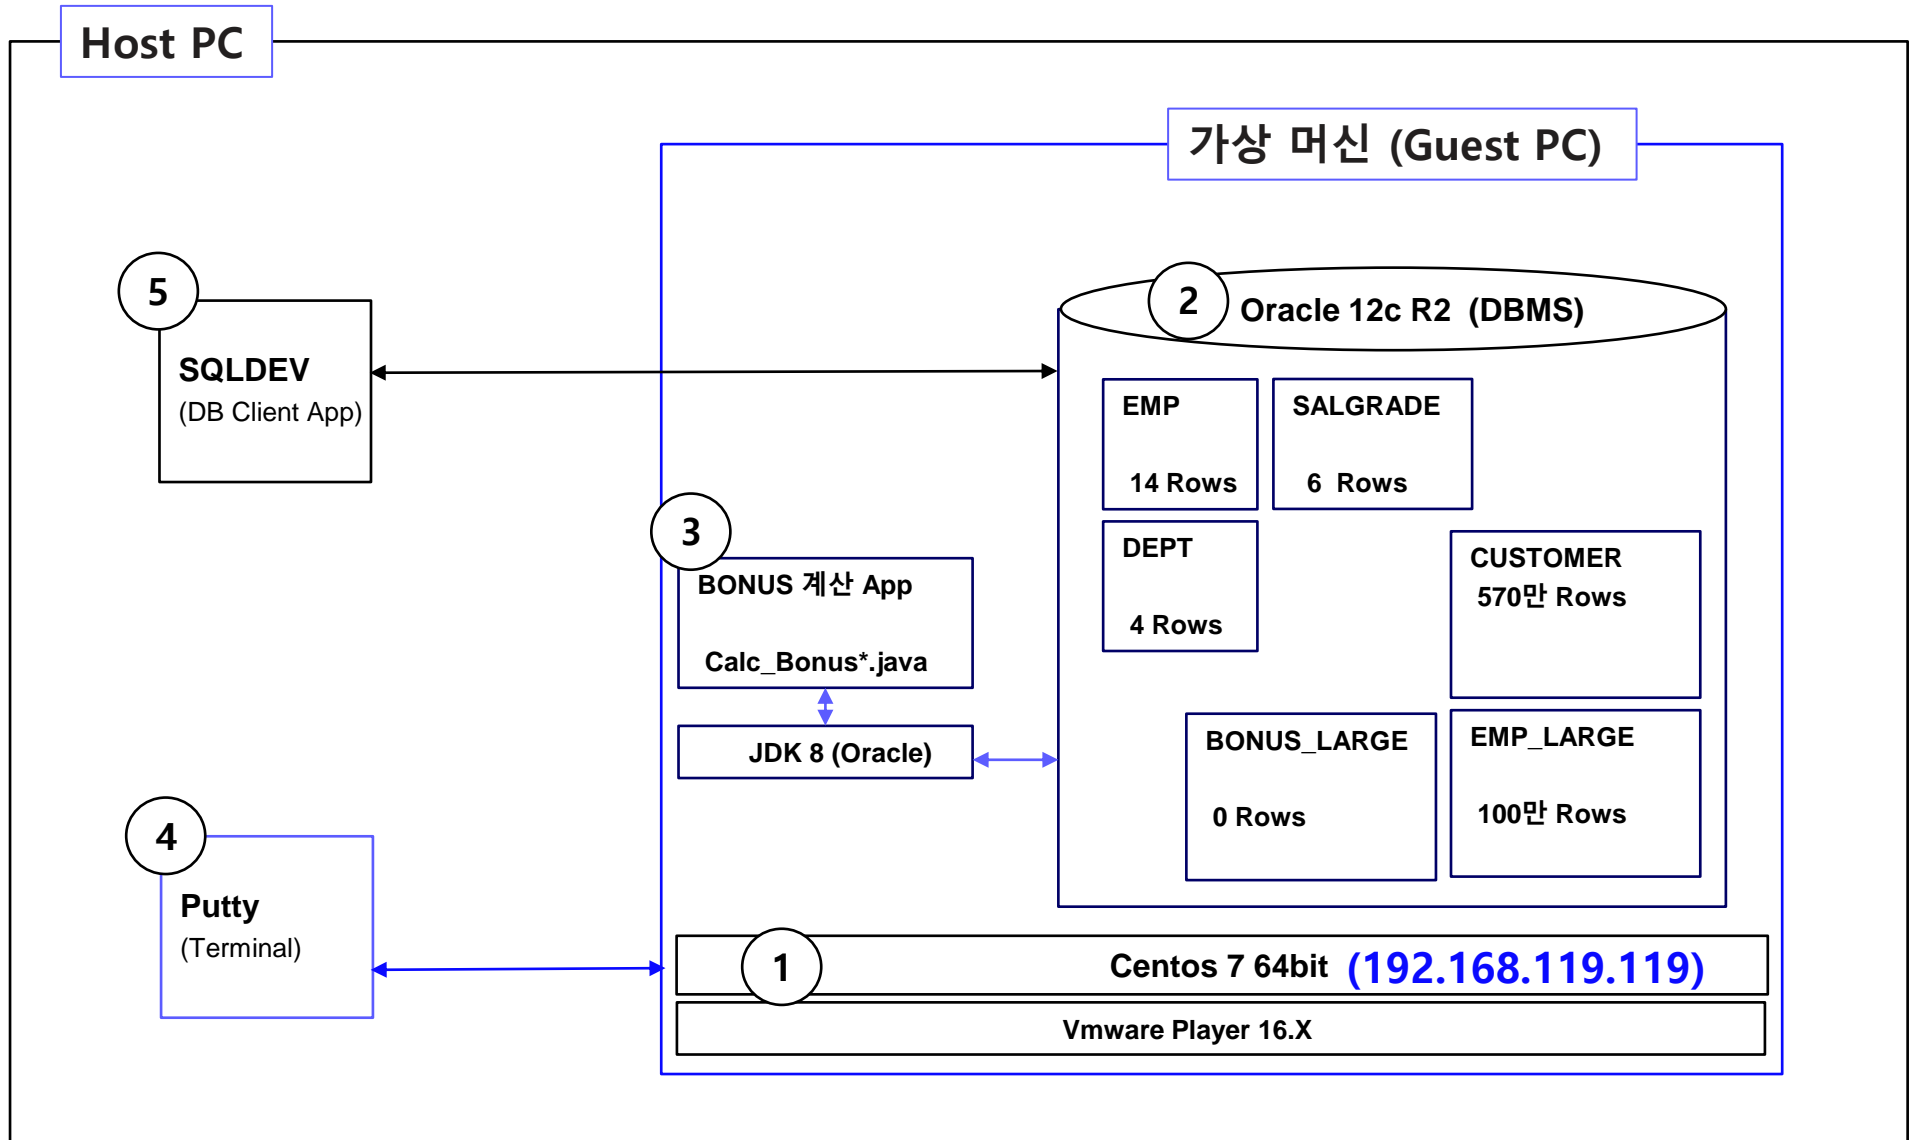 Host PC
가상 머신 (Guest PC)
5
SQLDEV
(DB Client App)
2
Oracle 12c R2 (DBMS)
EMP
14 Rows
SALGRADE
6 Rows
DEPT
4 Rows
CUSTOMER
570만 Rows
3
BONUS 계산 App
Calc_Bonus*.java
JDK 8 (Oracle)
BONUS_LARGE
0 Rows
EMP_LARGE
100만 Rows
4
Putty
(Terminal)
1
Centos 7 64bit (192.168.119.119)
Vmware Player 16.X